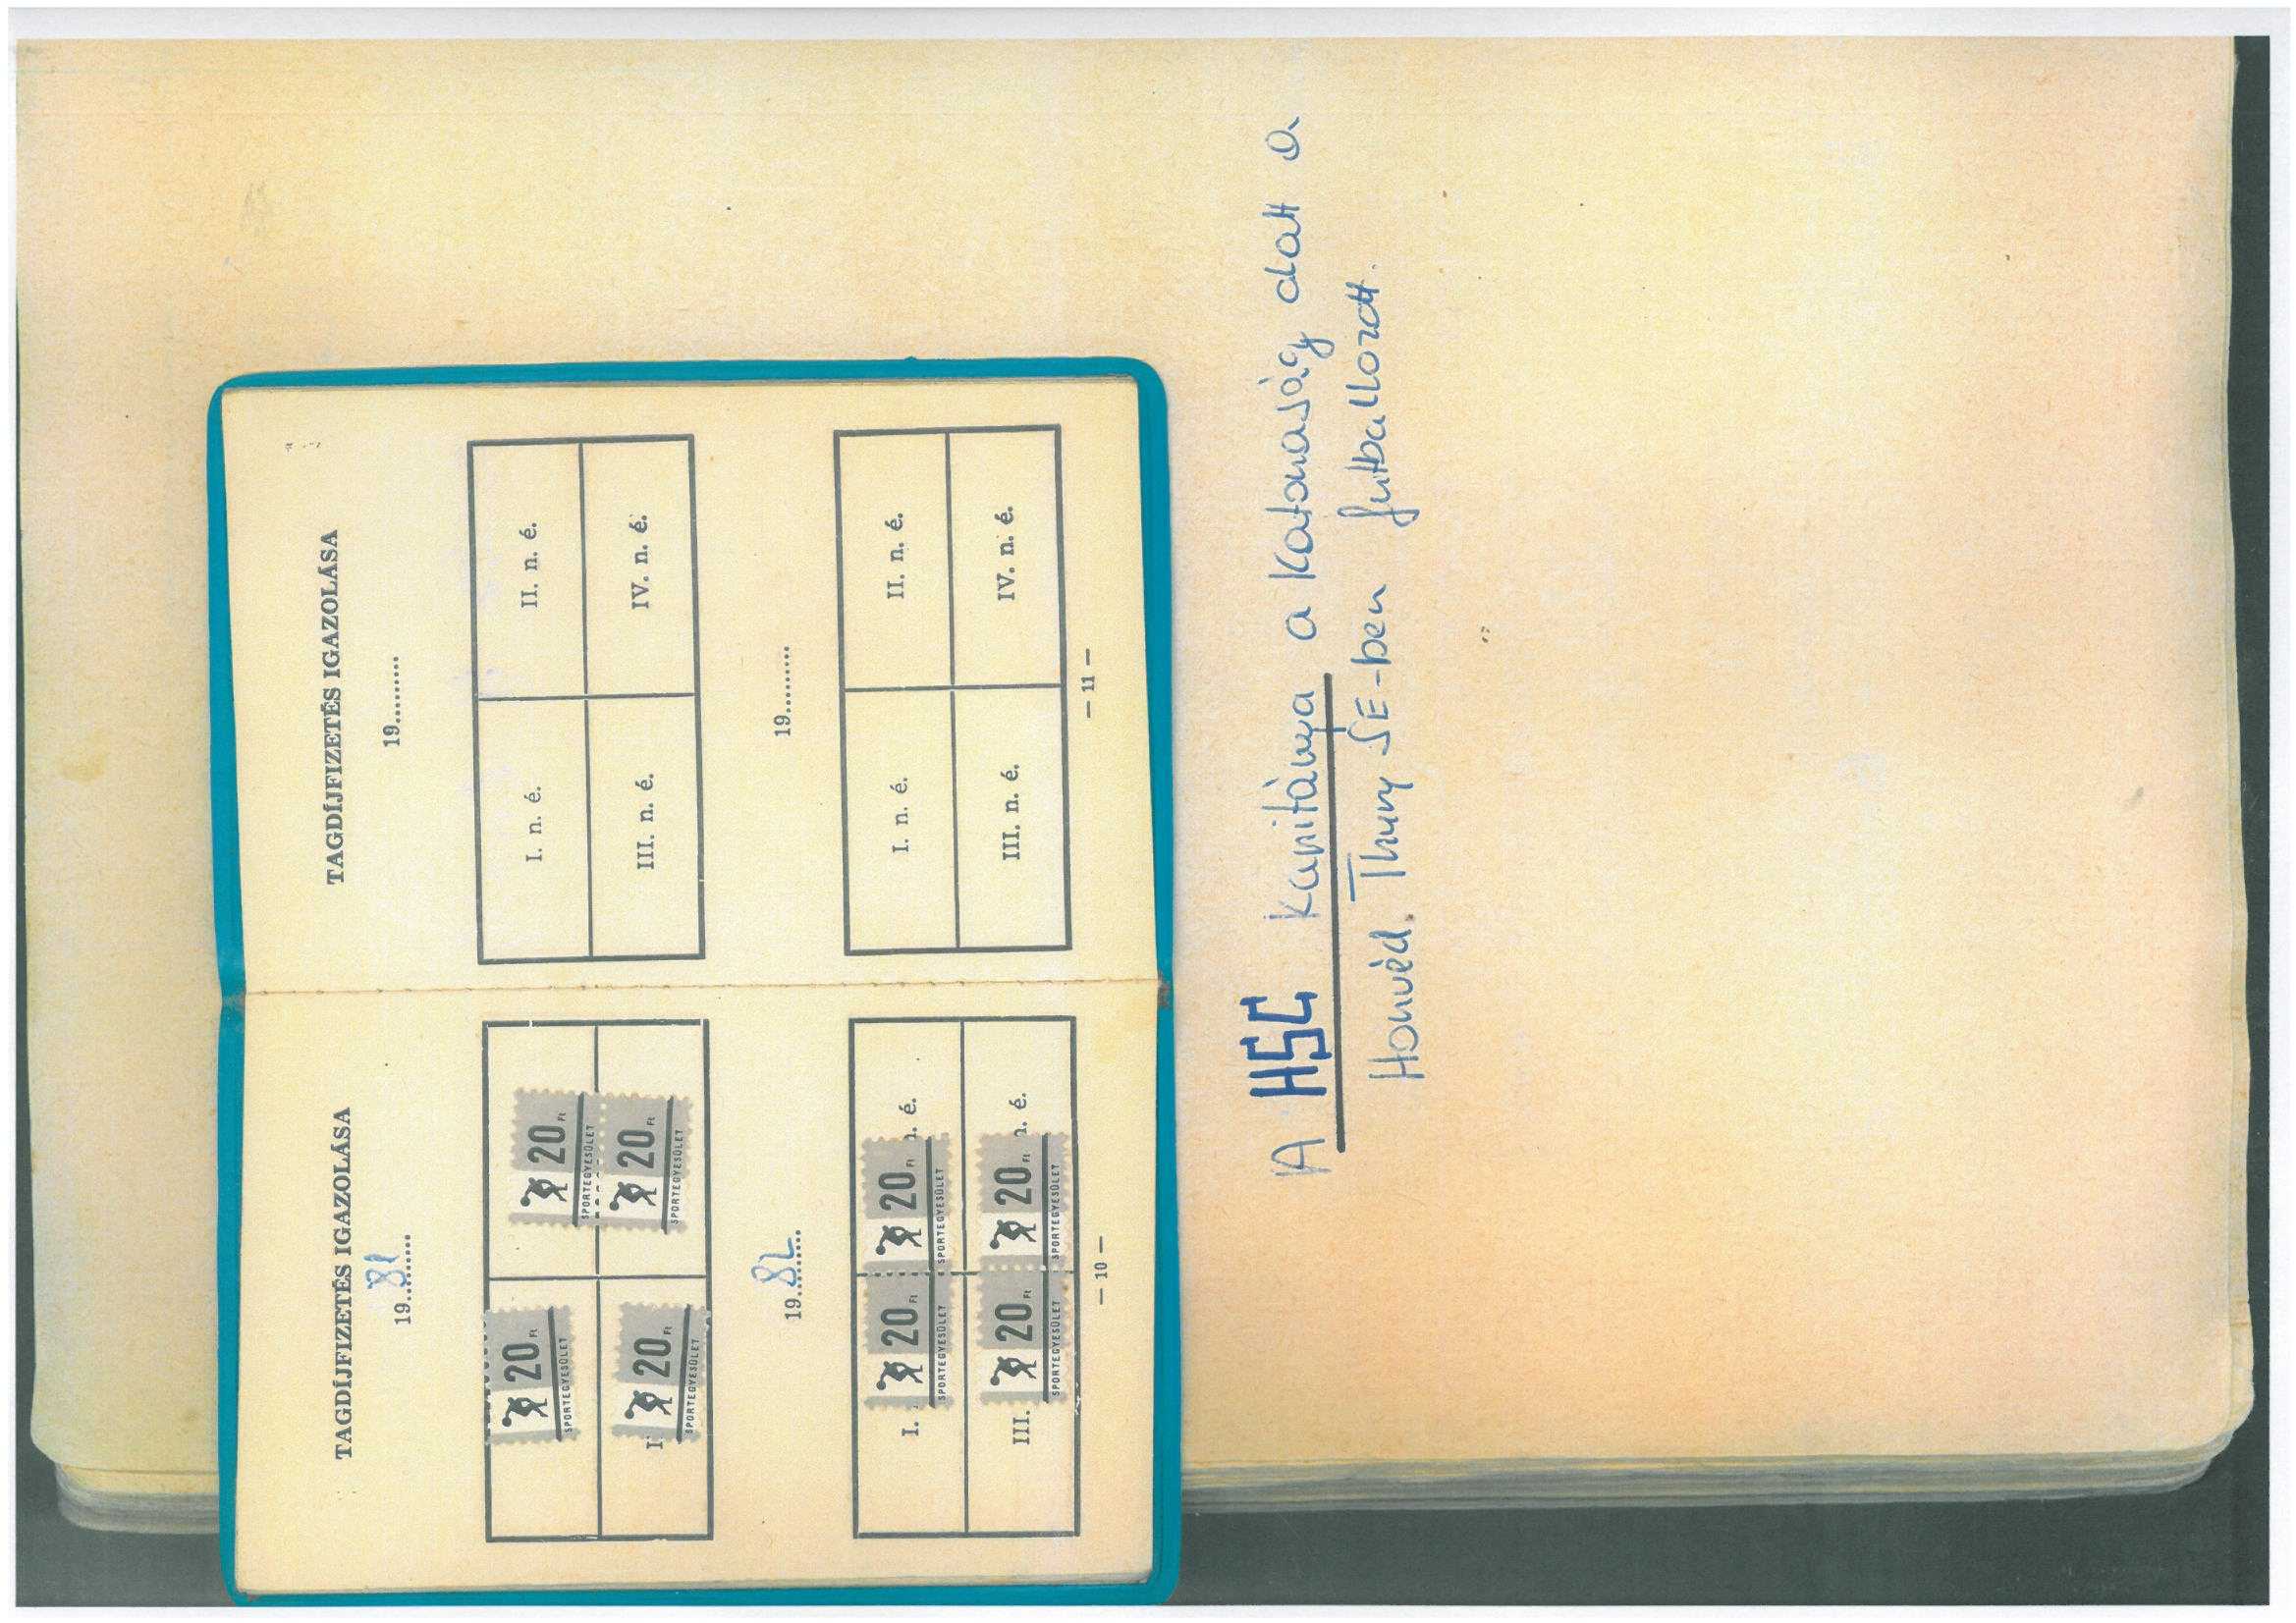 TAGDÍJFIZETÉS IGAZOLÁSA
19 81
20 Ft
SPORTEGYESÜLET
20 Ft
SPORTEGYESÜLET
I
20 Ft
SPORTEGYESÜLET
20 Ft
SPORTEGYESÜLET
19 82
I.
20 Ft
SPORTEGYESÜLET
20 Ft
SPORTEGYESÜLET
n. é.
III.
20 Ft
SPORTEGYESÜLET
20 Ft
SPORTEGYESÜLET
n. é.
– 10 –
TAGDÍJFIZETÉS IGAZOLÁSA
19.........
I. n. é. II. n. é.
III. n. é. IV. n. é.
19.........
I. n. é. II. n. é.
III. n. é. IV. n. é.
– 11 –
A HSC kapitánya a katonaság alatt a
Honvéd. Thury SE-ben futballozott.